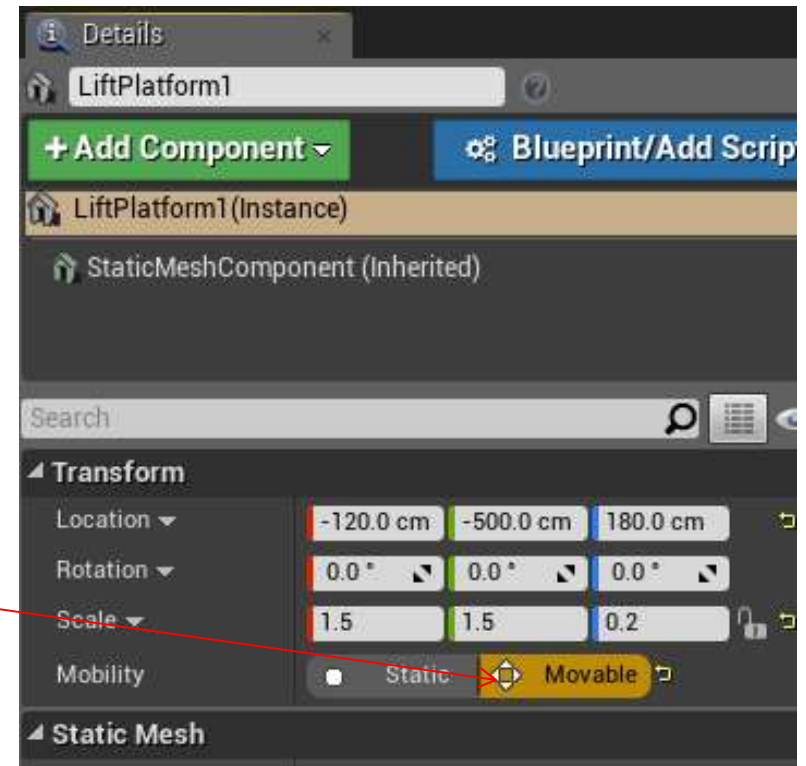 Details
LiftPlatform1
+ Add Component
Blueprint/Add Scrip
LiftPlatform1(Instance)
StaticMeshComponent (Inherited)
Search
Transform
Location -120.0 cm -500.0 cm 180.0 cm
Rotation 0.0 ° 0.0 ° 0.0 °
Scale 1.5 1.5 0.2
Mobility Static Movable
Static Mesh